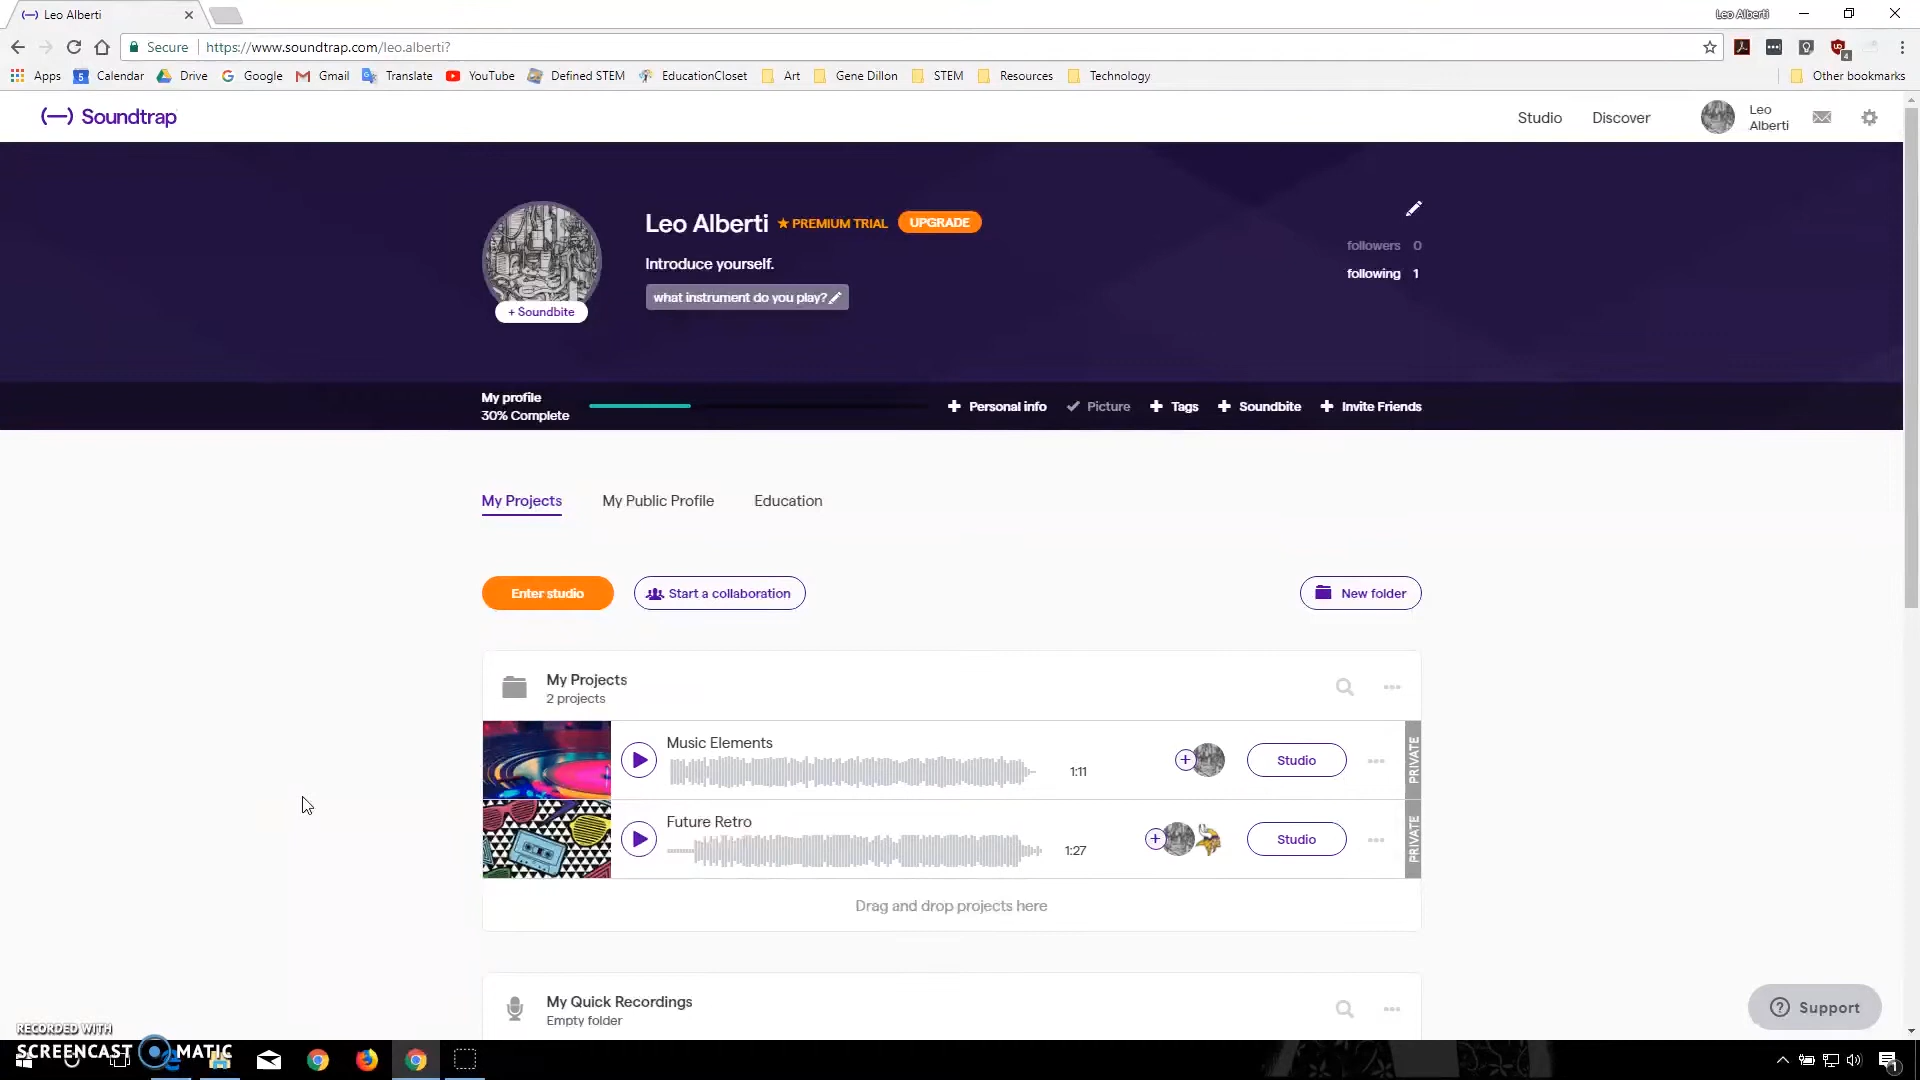 Leo Alberti
Leo Alberti
Secure https://www.soundtrap.com/leo.alberti?
4
Apps 5 Calendar Drive Google Gmail Translate YouTube Defined STEM EducationCloset Art Gene Dillon STEM Resources Technology Other bookmarks
Soundtrap
Studio Discover
Leo
Alberti
Leo Alberti ★ PREMIUM TRIAL UPGRADE
Introduce yourself.
what instrument do you play?
+ Soundbite
followers 0
following 1
My profile
30% Complete
Personal info Picture Tags Soundbite Invite Friends
My Projects My Public Profile Education
Enter studio Start a collaboration New folder
My Projects
2 projects
Music Elements
1:11
Studio
PRIVATE
Future Retro
1:27
Studio
PRIVATE
Drag and drop projects here
My Quick Recordings
Empty folder
? Support
RECORDED WITH
SCREENCAST MATIC
1